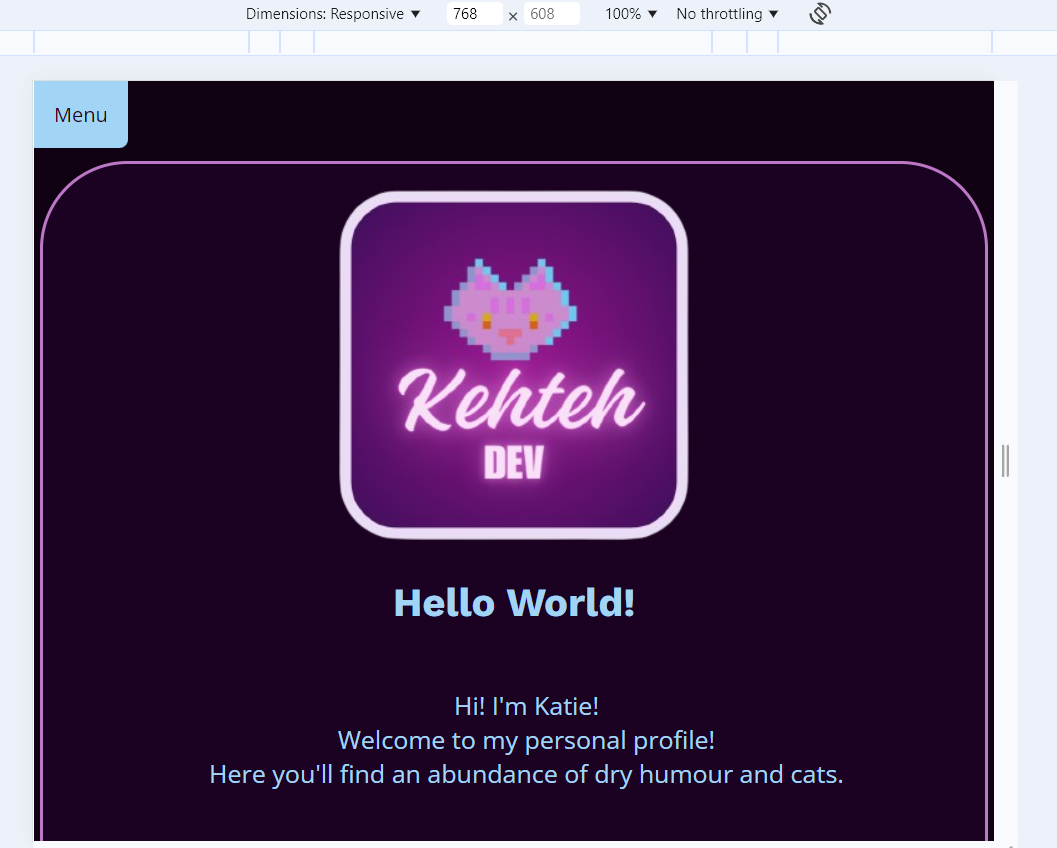 Dimensions: Responsive ▼ 768 × 608 100% ▼ No throttling ▼
Menu
Kehteh
DEV
Hello World!
Hi! I'm Katie!
Welcome to my personal profile!
Here you'll find an abundance of dry humour and cats.